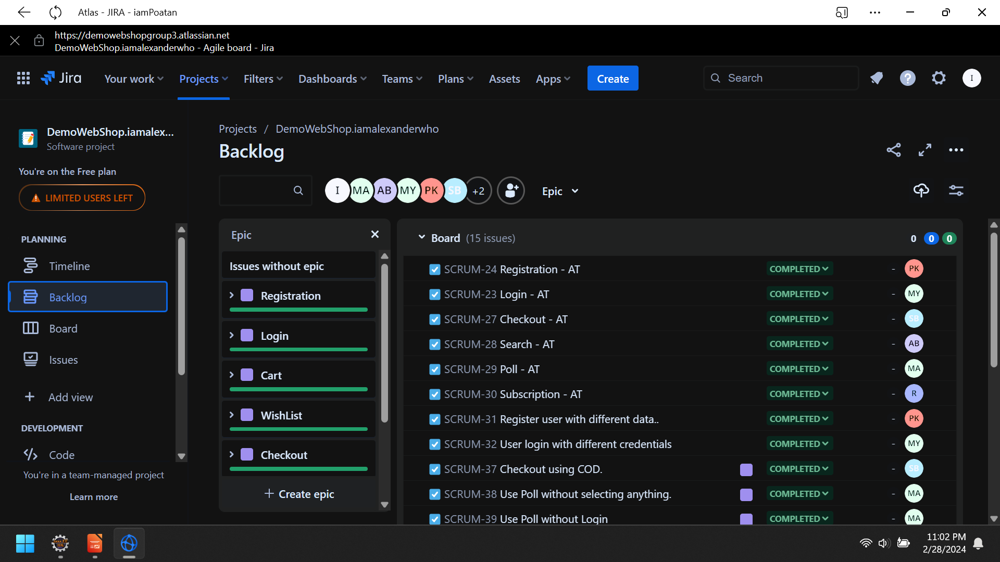 Atlas - JIRA - iamPoatan
https://demowebshopgroup3.atlassian.net
DemoWebShop.iamalexanderwho - Agile board - Jira
Jira
Your work
Projects
Filters
Dashboards
Teams
Plans
Assets
Apps
Create
Search
I
DemoWebShop.iamalex...
Software project
You're on the Free plan
LIMITED USERS LEFT
PLANNING
Timeline
Backlog
Board
Issues
Add view
DEVELOPMENT
Code
You're in a team-managed project
Learn more
Projects / DemoWebShop.iamalexanderwho
Backlog
I MA AB MY PK SB +2
Epic
Epic
Issues without epic
Registration
Login
Cart
WishList
Checkout
+ Create epic
Board (15 issues) 0 0 0
SCRUM-24 Registration - AT COMPLETED - PK
SCRUM-23 Login - AT COMPLETED - MY
SCRUM-27 Checkout - AT COMPLETED - SB
SCRUM-28 Search - AT COMPLETED - AB
SCRUM-29 Poll - AT COMPLETED - MA
SCRUM-30 Subscription - AT COMPLETED - R
SCRUM-31 Register user with different data.. COMPLETED - PK
SCRUM-32 User login with different credentials COMPLETED - MY
SCRUM-37 Checkout using COD. COMPLETED - SB
SCRUM-38 Use Poll without selecting anything. COMPLETED - MA
SCRUM-39 Use Poll without Login COMPLETED - MA
Java EE
IDE
11:02 PM
2/28/2024